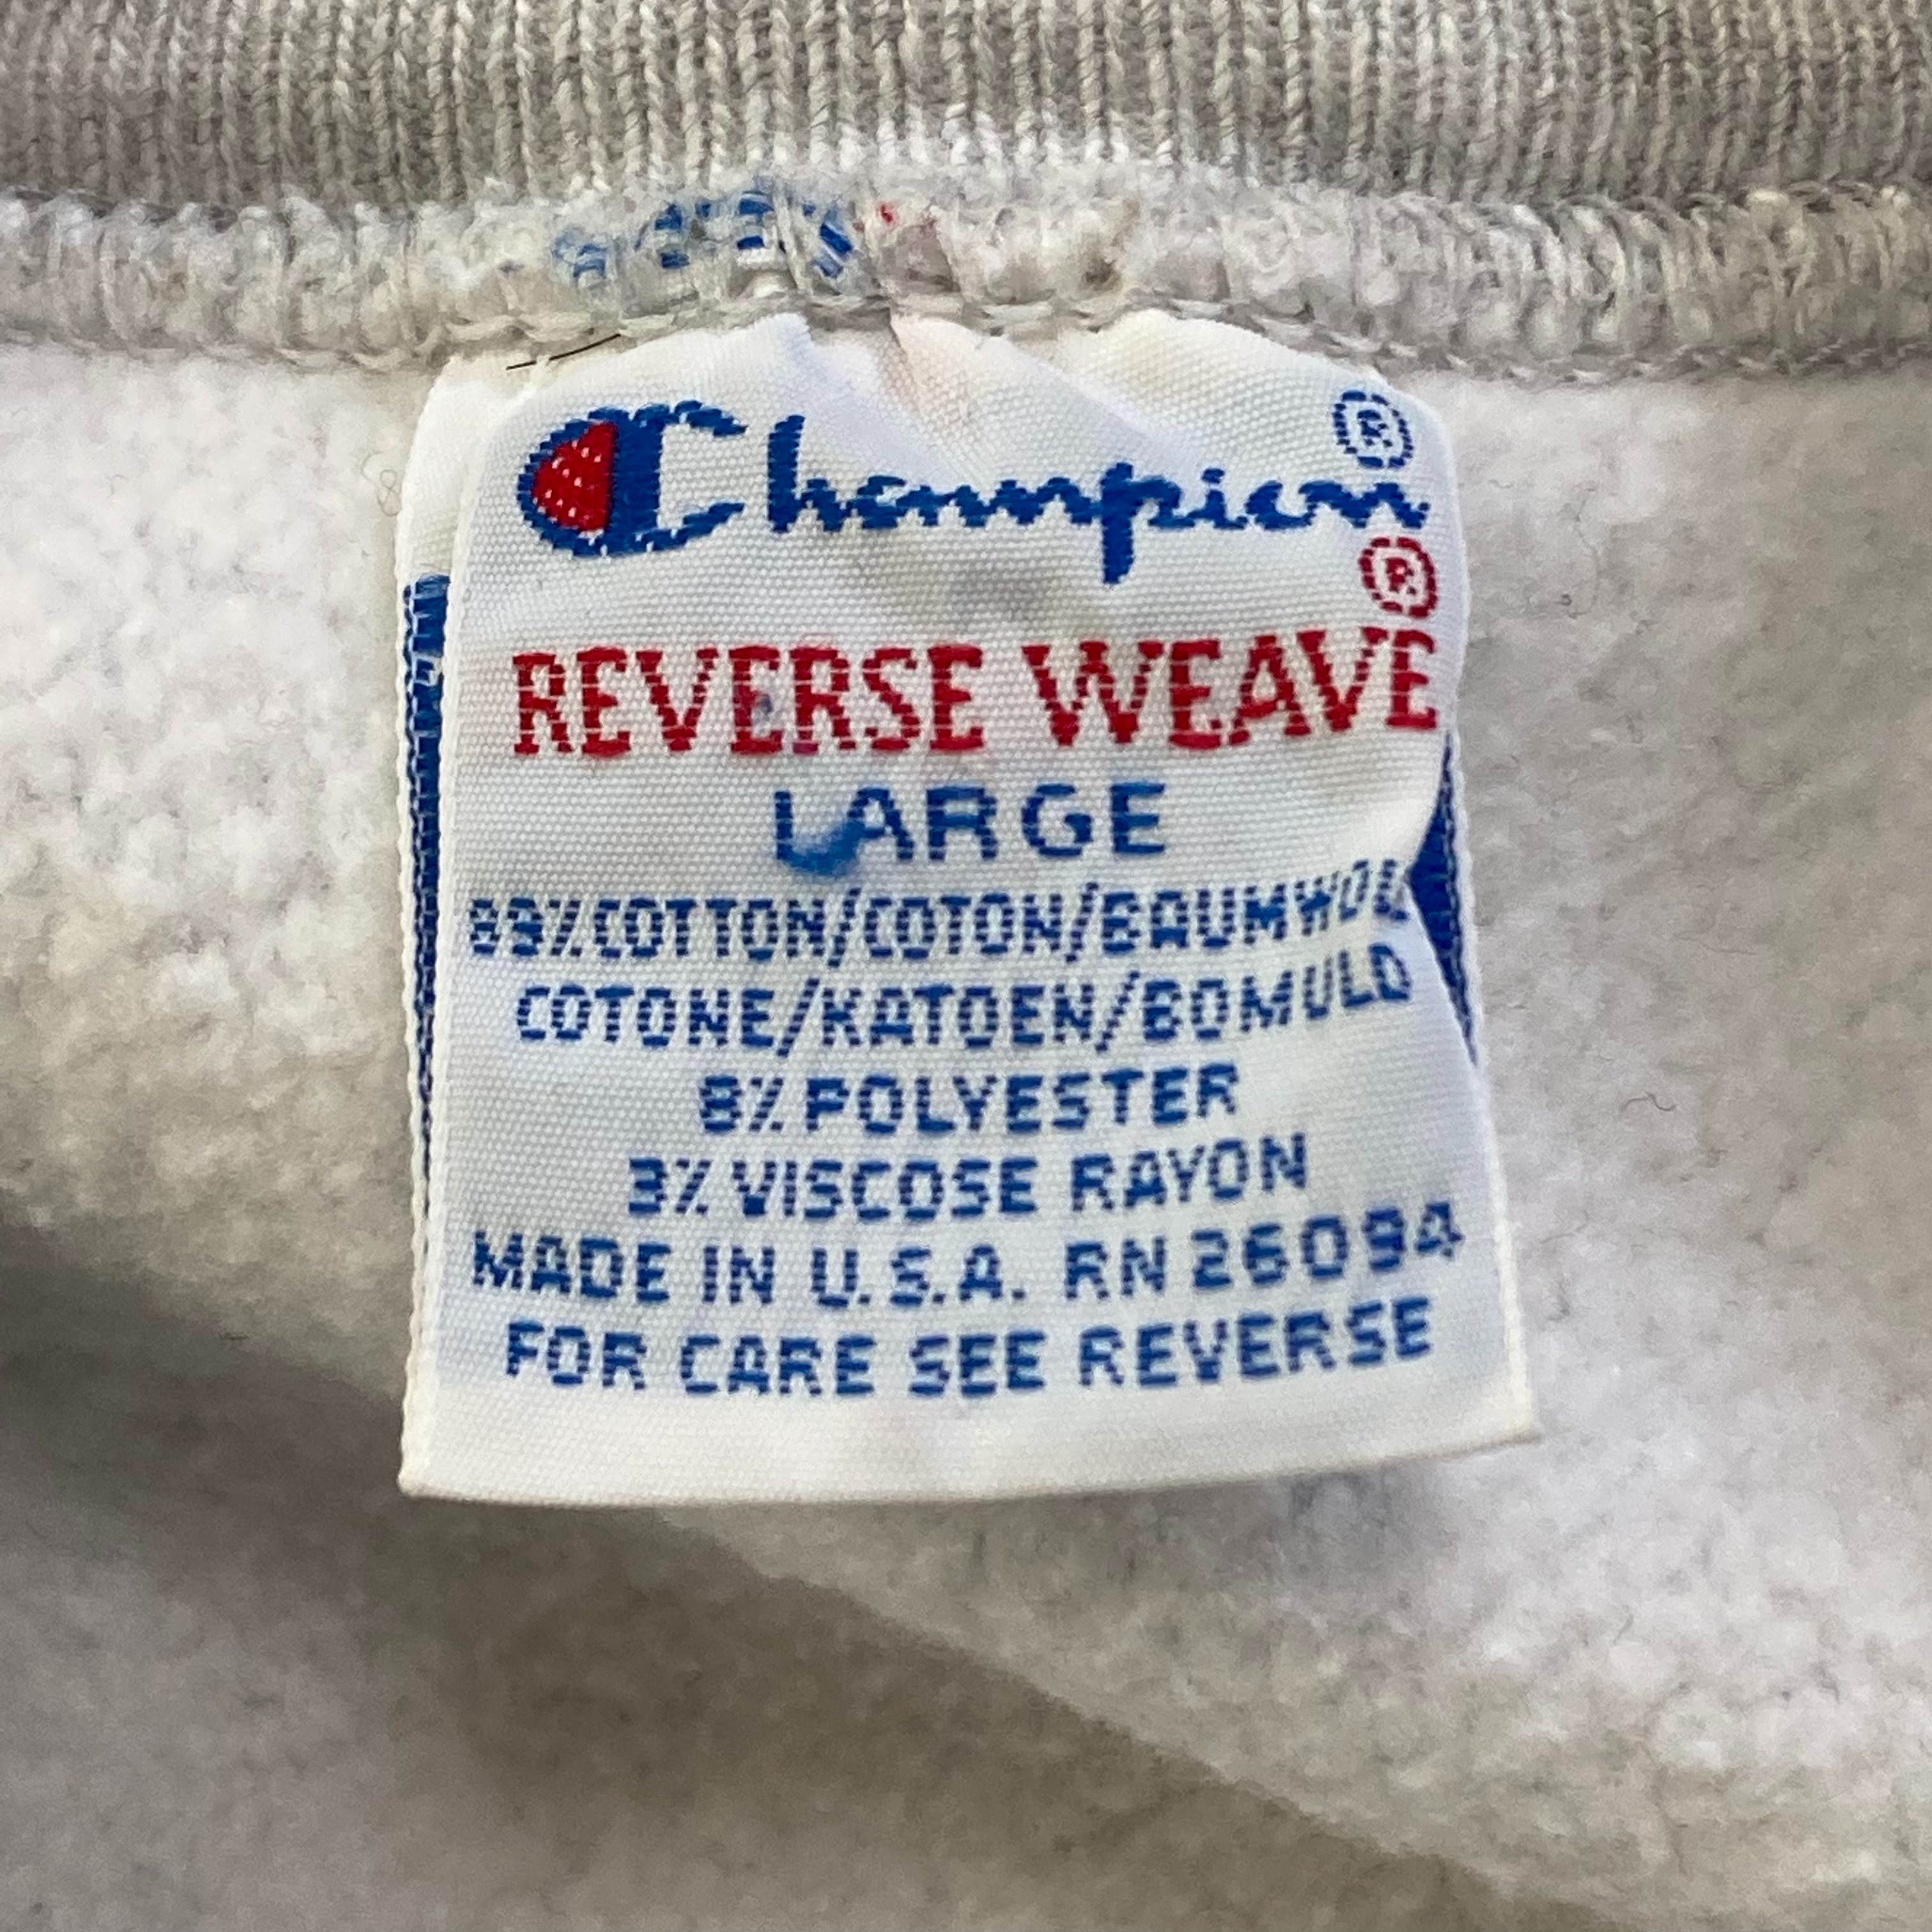 Champion®
®
REVERSE WEAVE
LARGE
89% COTTON/COTON/BAUMWOLL
COTONE/KATOEN/BOMULD
8% POLYESTER
3% VISCOSE RAYON
MADE IN U.S.A. RN 26094
FOR CARE SEE REVERSE